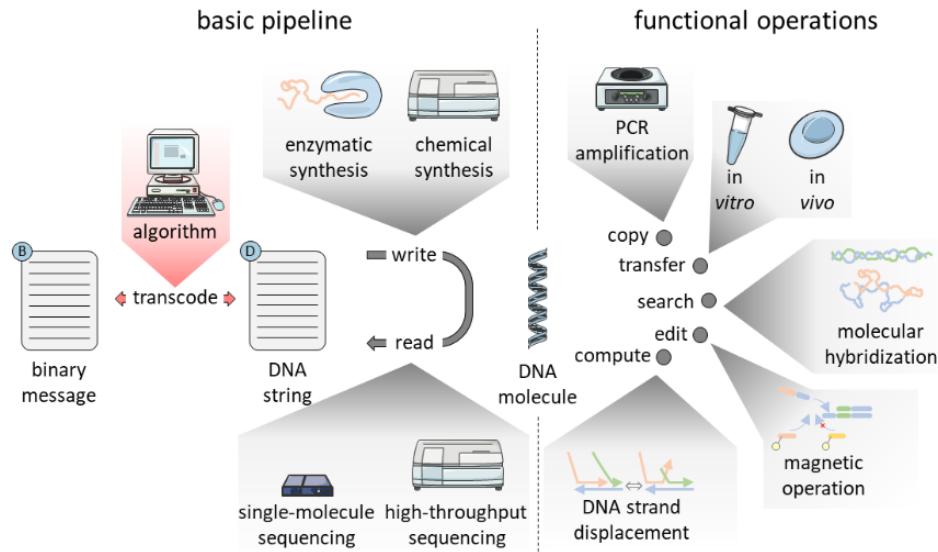 basic pipeline
functional operations
enzymatic
synthesis
chemical
synthesis
PCR
amplification
in
vitro
in
vivo
algorithm
B
D
transcode
write
read
copy
transfer
search
edit
compute
binary
message
DNA
string
DNA
molecule
molecular
hybridization
magnetic
operation
single-molecule
sequencing
high-throughput
sequencing
DNA strand
displacement